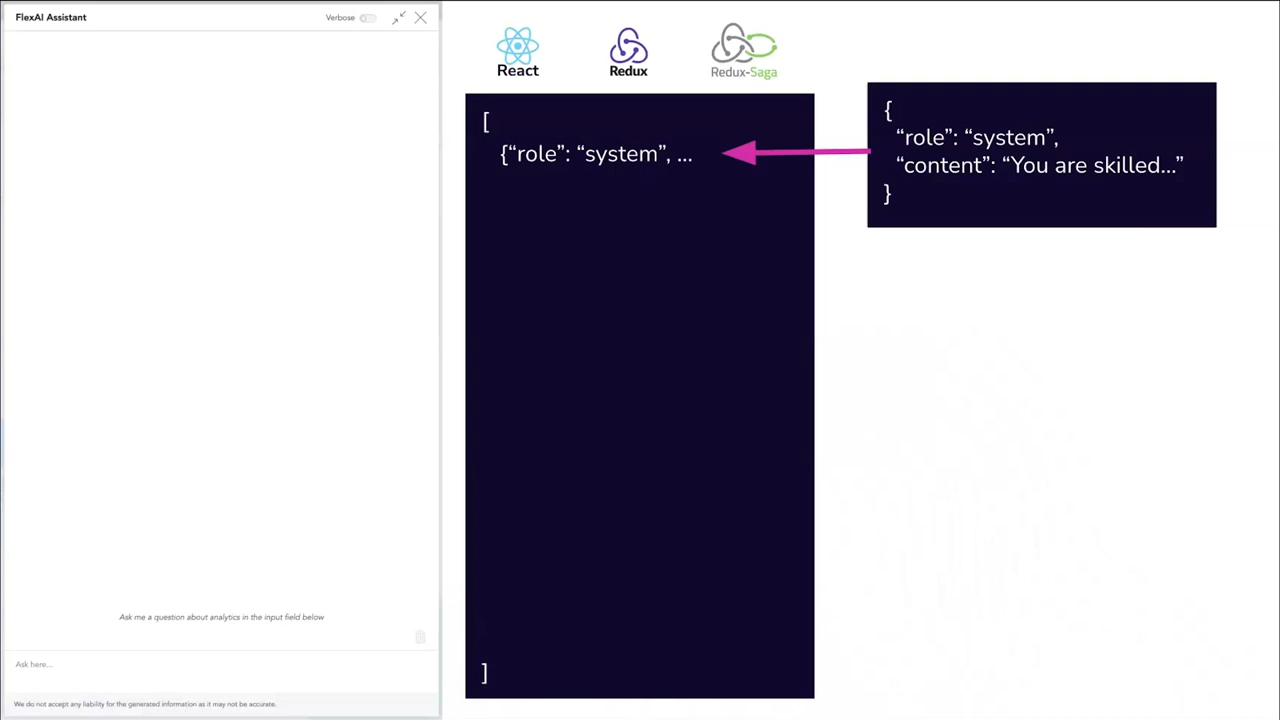 FlexAI Assistant
Verbose
Ask me a question about analytics in the input field below
Ask here...
We do not accept any liability for the generated information as it may not be accurate.
React
Redux
Redux-Saga
[
{“role”: “system”, ...
]
{
“role”: “system”,
“content”: “You are skilled...”
}